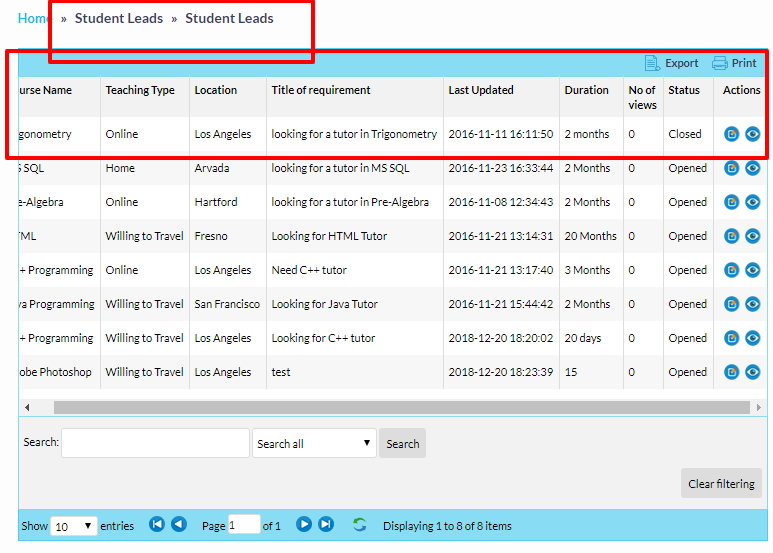 Home » Student Leads » Student Leads
Export Print
urse Name Teaching Type Location Title of requirement Last Updated Duration No of views Status Actions
gonometry Online Los Angeles looking for a tutor in Trigonometry 2016-11-11 16:11:50 2 months 0 Closed
SQL Home Arvada looking for a tutor in MS SQL 2016-11-23 16:33:44 2 Months 0 Opened
e-Algebra Online Hartford looking for a tutor in Pre-Algebra 2016-11-08 12:34:43 2 Months 0 Opened
ML Willing to Travel Fresno Looking for HTML Tutor 2016-11-21 13:14:31 20 Months 0 Opened
+ Programming Online Los Angeles Need C++ tutor 2016-11-21 13:17:40 3 Months 0 Opened
va Programming Willing to Travel San Francisco Looking for Java Tutor 2016-11-21 15:44:42 2 Months 0 Opened
+ Programming Willing to Travel Los Angeles Looking for C++ tutor 2018-12-20 18:20:02 20 days 0 Opened
obe Photoshop Willing to Travel Los Angeles test 2018-12-20 18:23:39 15 0 Opened
Search: Search all Search
Clear filtering
Show 10 entries Page 1 of 1 Displaying 1 to 8 of 8 items